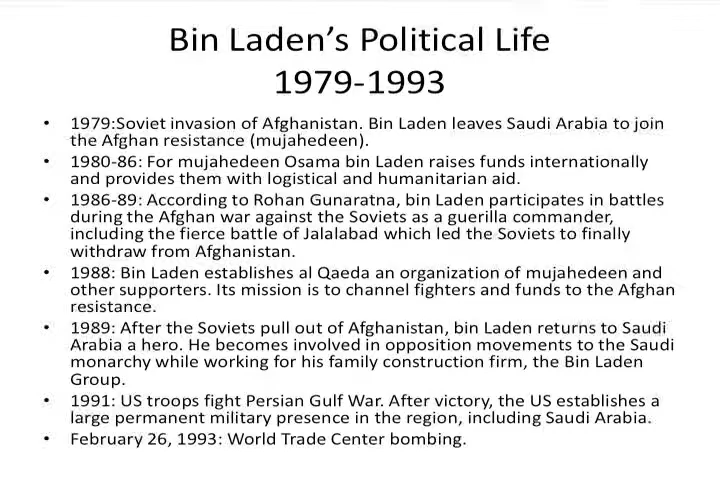 Bin Laden’s Political Life
1979-1993
• 1979:Soviet invasion of Afghanistan. Bin Laden leaves Saudi Arabia to join
the Afghan resistance (mujahedeen).
• 1980-86: For mujahedeen Osama bin Laden raises funds internationally
and provides them with logistical and humanitarian aid.
• 1986-89: According to Rohan Gunaratna, bin Laden participates in battles
during the Afghan war against the Soviets as a guerilla commander,
including the fierce battle of Jalalabad which led the Soviets to finally
withdraw from Afghanistan.
• 1988: Bin Laden establishes al Qaeda an organization of mujahedeen and
other supporters. Its mission is to channel fighters and funds to the Afghan
resistance.
• 1989: After the Soviets pull out of Afghanistan, bin Laden returns to Saudi
Arabia a hero. He becomes involved in opposition movements to the Saudi
monarchy while working for his family construction firm, the Bin Laden
Group.
• 1991: US troops fight Persian Gulf War. After victory, the US establishes a
large permanent military presence in the region, including Saudi Arabia.
• February 26, 1993: World Trade Center bombing.